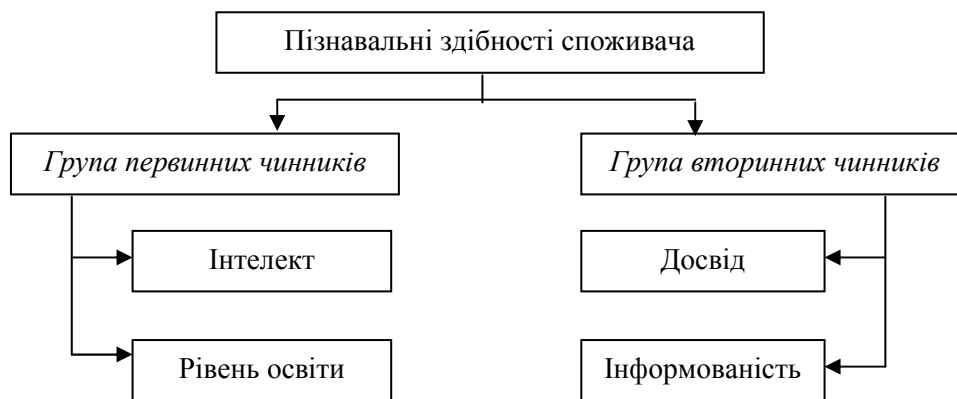 Пізнавальні здібності споживача
Група первинних чинників
Група вторинних чинників
Інтелект
Досвід
Рівень освіти
Інформованість